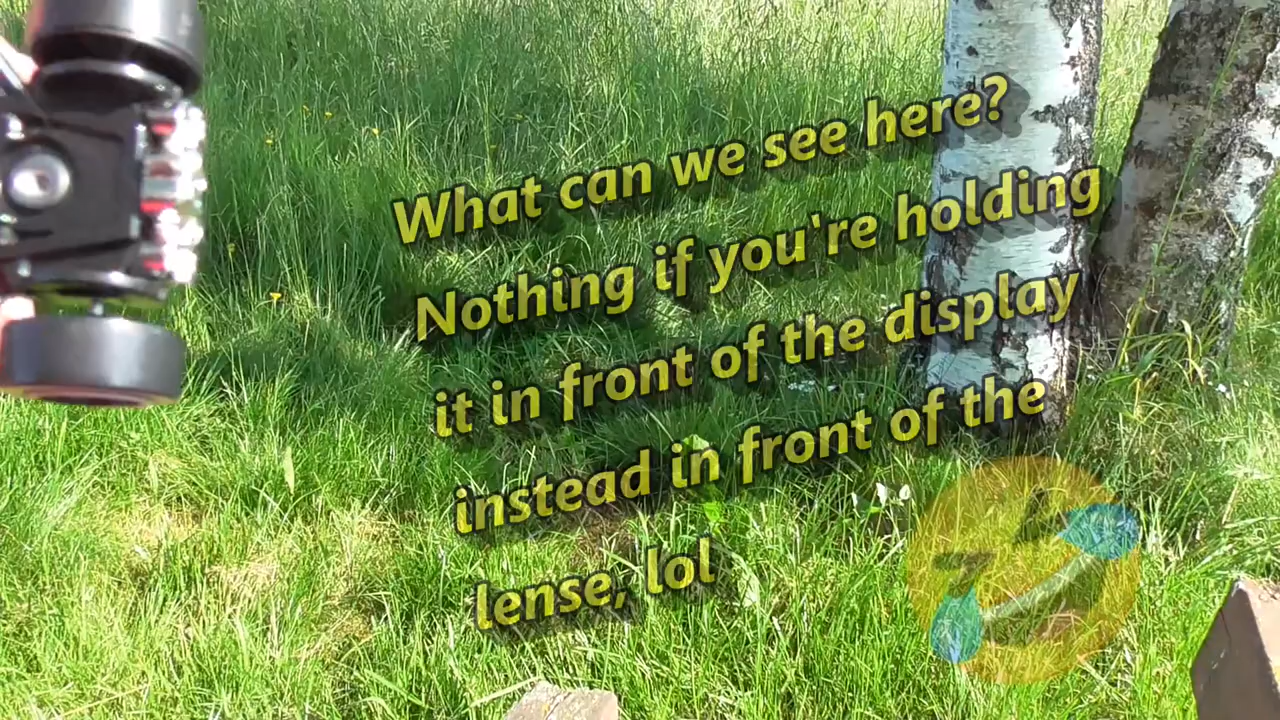 What can we see here?
Nothing if you're holding
it in front of the display
instead in front of the
lense, lol